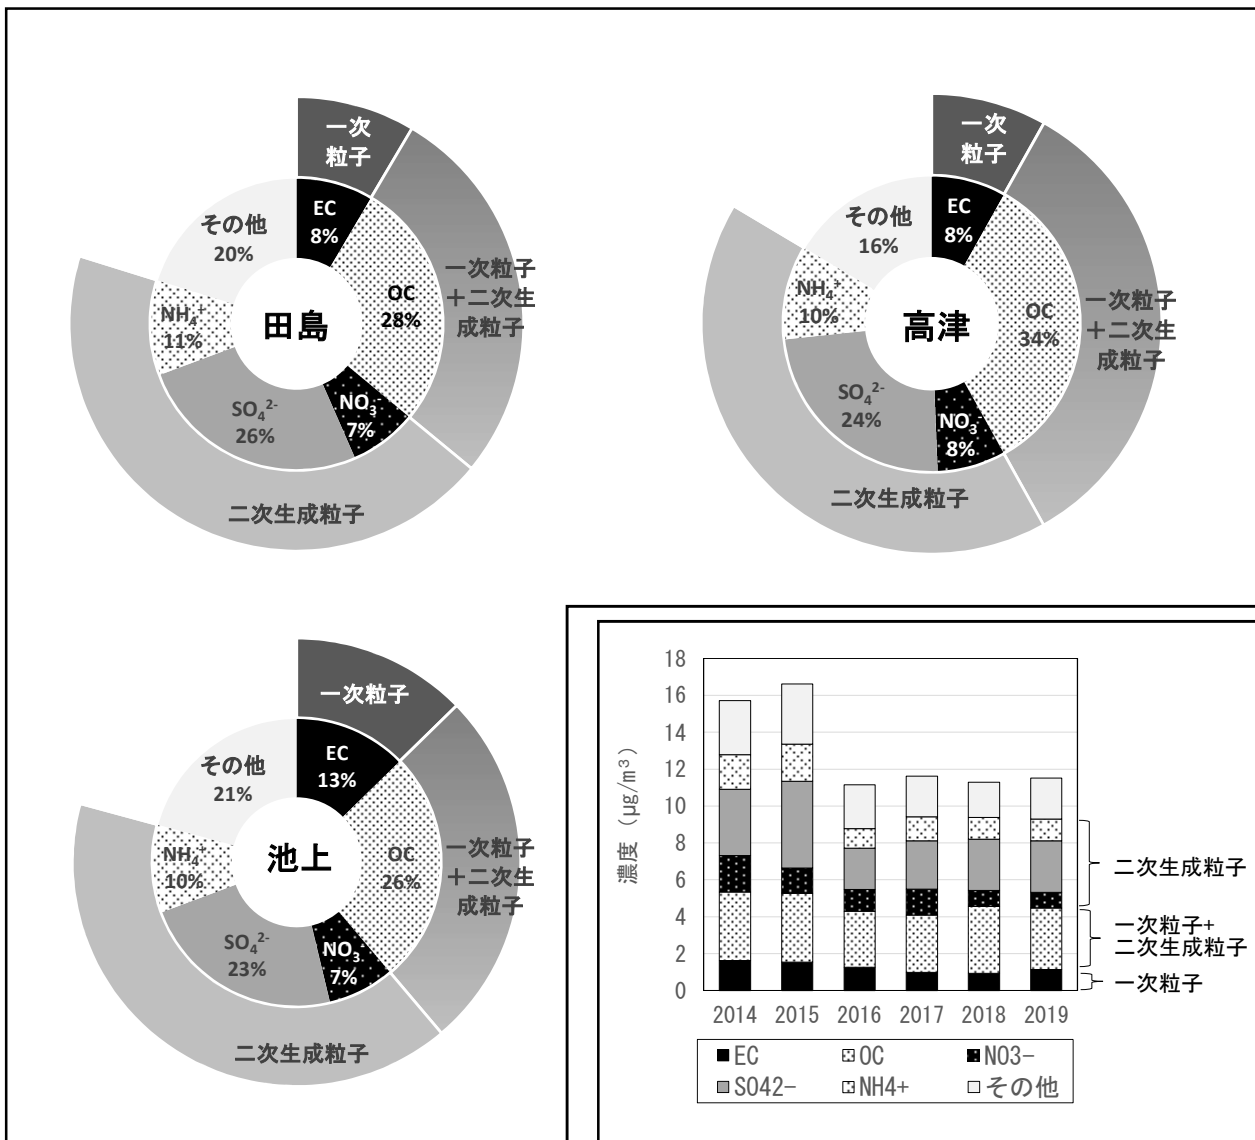 一次
粒子
EC
8%
その他
20%
OC
28%
一次粒子
＋二次生
成粒子
NH₄⁺
11%
田島
NO₃⁻
7%
SO₄²⁻
26%
二次生成粒子
一次
粒子
EC
8%
その他
16%
OC
34%
一次粒子
＋二次生
成粒子
NH₄⁺
10%
高津
SO₄²⁻
24%
NO₃⁻
8%
二次生成粒子
一次粒子
EC
13%
その他
21%
OC
26%
一次粒子
＋二次生
成粒子
NH₄⁺
10%
池上
SO₄²⁻
23%
NO₃⁻
7%
二次生成粒子
濃度（μg/m³）
18
16
14
12
10
8
6
4
2
0
2014 2015 2016 2017 2018 2019
二次生成粒子
一次粒子+
二次生成粒子
一次粒子
EC OC NO3-
SO42- NH4+ その他